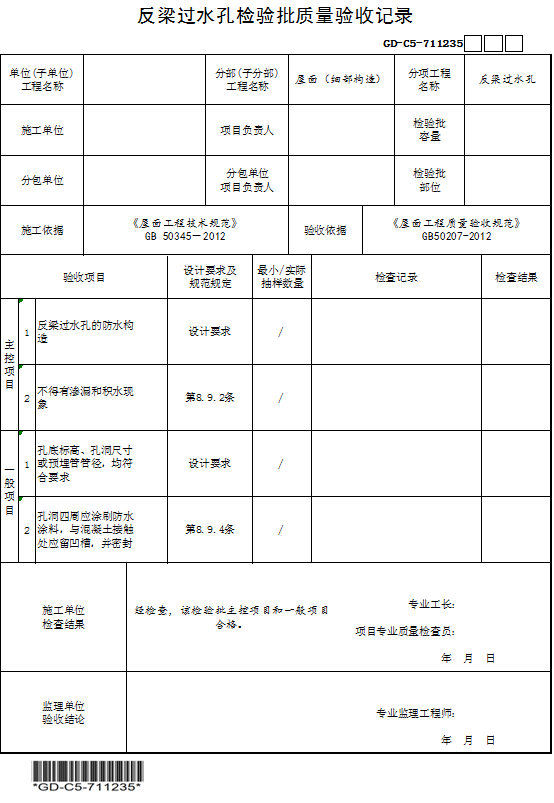 反梁过水孔检验批质量验收记录
GD-C5-711235
单位(子单位)
工程名称
分部(子分部)
工程名称
屋面（细部构造）
分项工程
名称
反梁过水孔
施工单位
项目负责人
检验批
容量
分包单位
分包单位
项目负责人
检验批
部位
施工依据
《屋面工程技术规范》
GB 50345－2012
验收依据
《屋面工程质量验收规范》
GB50207-2012
验收项目
设计要求及
规范规定
最小/实际
抽样数量
检查记录
检查结果
主控项目
1
反梁过水孔的防水构
造
设计要求
/
2
不得有渗漏和积水现
象
第8.9.2条
/
一般项目
1
孔底标高、孔洞尺寸
或预埋管管径，均符
合要求
设计要求
/
2
孔洞四周应涂刷防水
涂料，与混凝土接触
处应留凹槽，并密封
第8.9.4条
/
施工单位
检查结果
经检查，该检验批主控项目和一般项目
合格。
专业工长：
项目专业质量检查员：
年 月 日
监理单位
验收结论
专业监理工程师：
年 月 日
*GD-C5-711235*